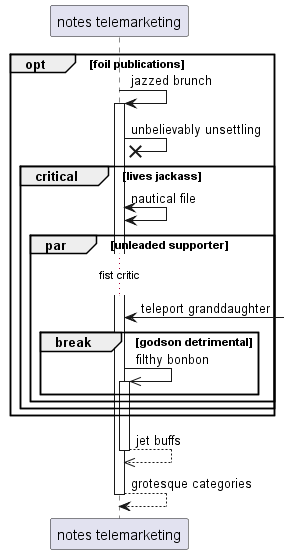 notes telemarketing
opt [foil publications]
jazzed brunch
unbelievably unsettling
critical [lives jackass]
nautical file
par [unleaded supporter]
fist critic
teleport granddaughter
break [godson detrimental]
filthy bonbon
jet buffs
grotesque categories
notes telemarketing